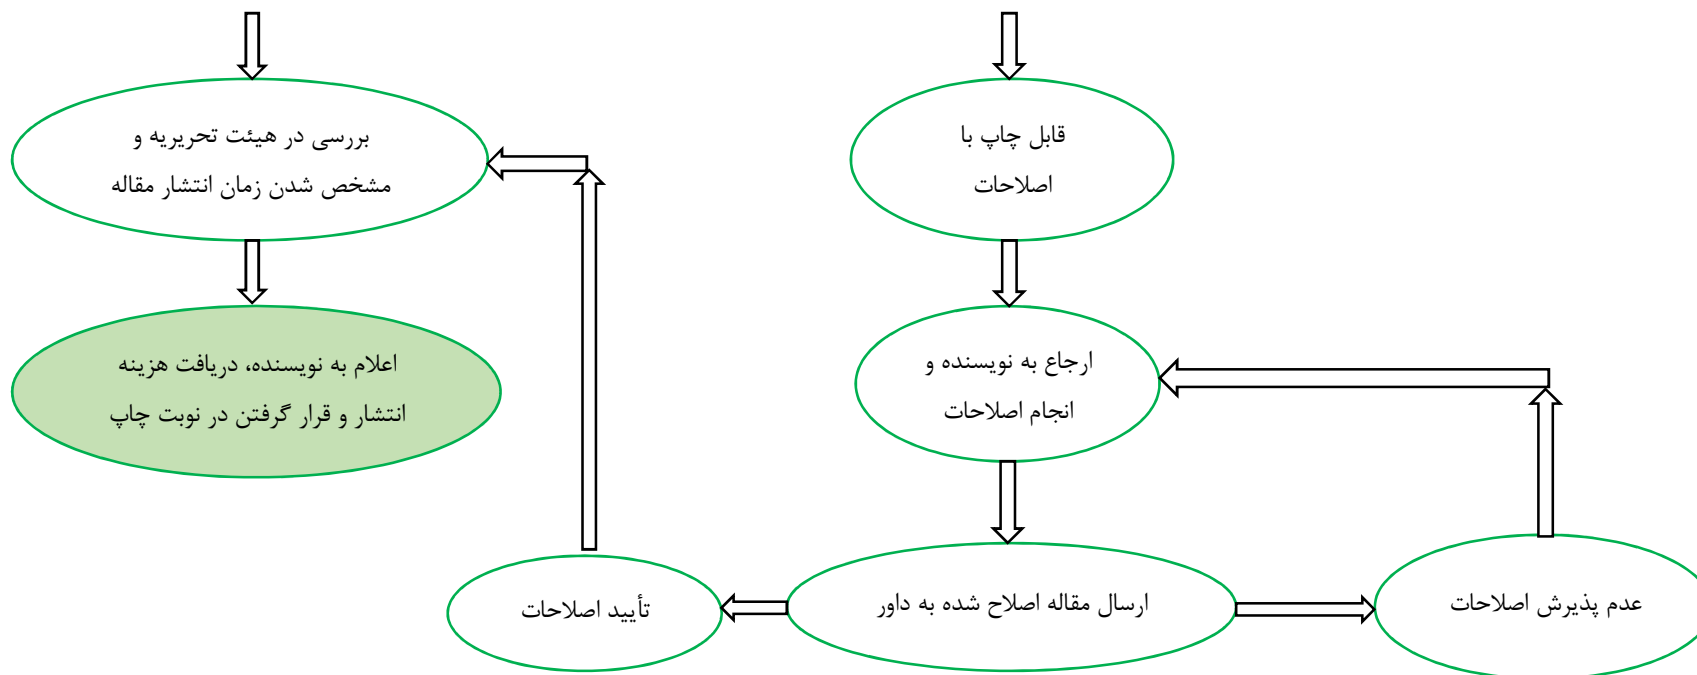 قابل چاپ با
اصلاحات
بررسی در هیئت تحریریه و
مشخص شدن زمان انتشار مقاله
ارجاع به نویسنده و
انجام اصلاحات
اعلام به نویسنده، دریافت هزینه
انتشار و قرار گرفتن در نوبت چاپ
عدم پذیرش اصلاحات
ارسال مقاله اصلاح شده به داور
تأیید اصلاحات